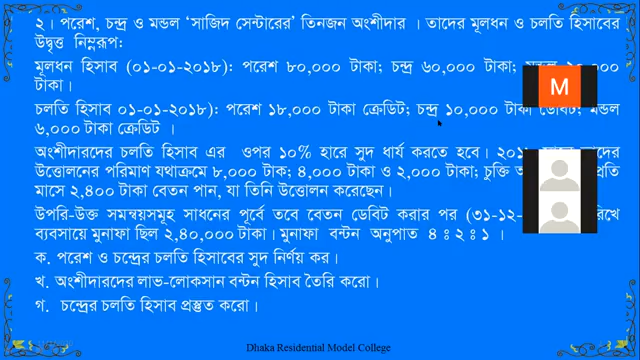 ২। পরেশ, চন্দ্র ও মন্ডল ‘সাজিদ সেন্টারের’ তিনজন অংশীদার । তাদের মূলধন ও চলতি হিসাবের
উদ্বৃত্ত নিম্নরূপ:
মূলধন হিসাব (০১-০১-২০১৮): পরেশ ৮০,০০০ টাকা; চন্দ্র ৬০,০০০ টাকা;
টাকা।
চলতি হিসাব ০১-০১-২০১৮): পরেশ ১৮,০০০ টাকা ক্রেডিট; চন্দ্র ১০,০০০ টাকা ডেবিট; মন্ডল
৬,০০০ টাকা ক্রেডিট ।
অংশীদারদের চলতি হিসাব এর ওপর ১০% হারে সুদ ধার্য করতে হবে।
উত্তোলনের পরিমাণ যথাক্রমে ৮,০০০ টাক; ৪,০০০ টাকা ও ২,০০০ টাকা; চুক্তি প্রতি
মাসে ২,৪০০ টাকা বেতন পান, যা তিনি উত্তোলন করেছেন।
উপরি-উক্ত সমন্বয়সমূহ সাধনের পূর্বে তবে বেতন ডেবিট করার পর (৩১-১২-
ব্যবসায়ে মুনাফা ছিল ২,৪০,০০০ টাকা। মুনাফা বন্টন অনুপাত ৪ঃ২ঃ১ ।
ক. পরেশ ও চন্দ্রের চলতি হিসাবের সুদ নির্ণয় কর।
খ. অংশীদারদের লাভ-লোকসান বন্টন হিসাব তৈরি করো।
গ. চন্দ্রের চলতি হিসাব প্রস্তুত করো।
M
Dhaka Residential Model College